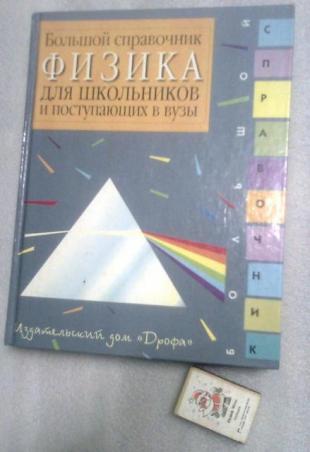 Большой справочник
ФИЗИКА
ДЛЯ ШКОЛЬНИКОВ
И ПОСТУПАЮЩИХ В ВУЗЫ
БОЛЬШОЙ
СПРАВОЧНИК
Издательский дом «Дрофа»